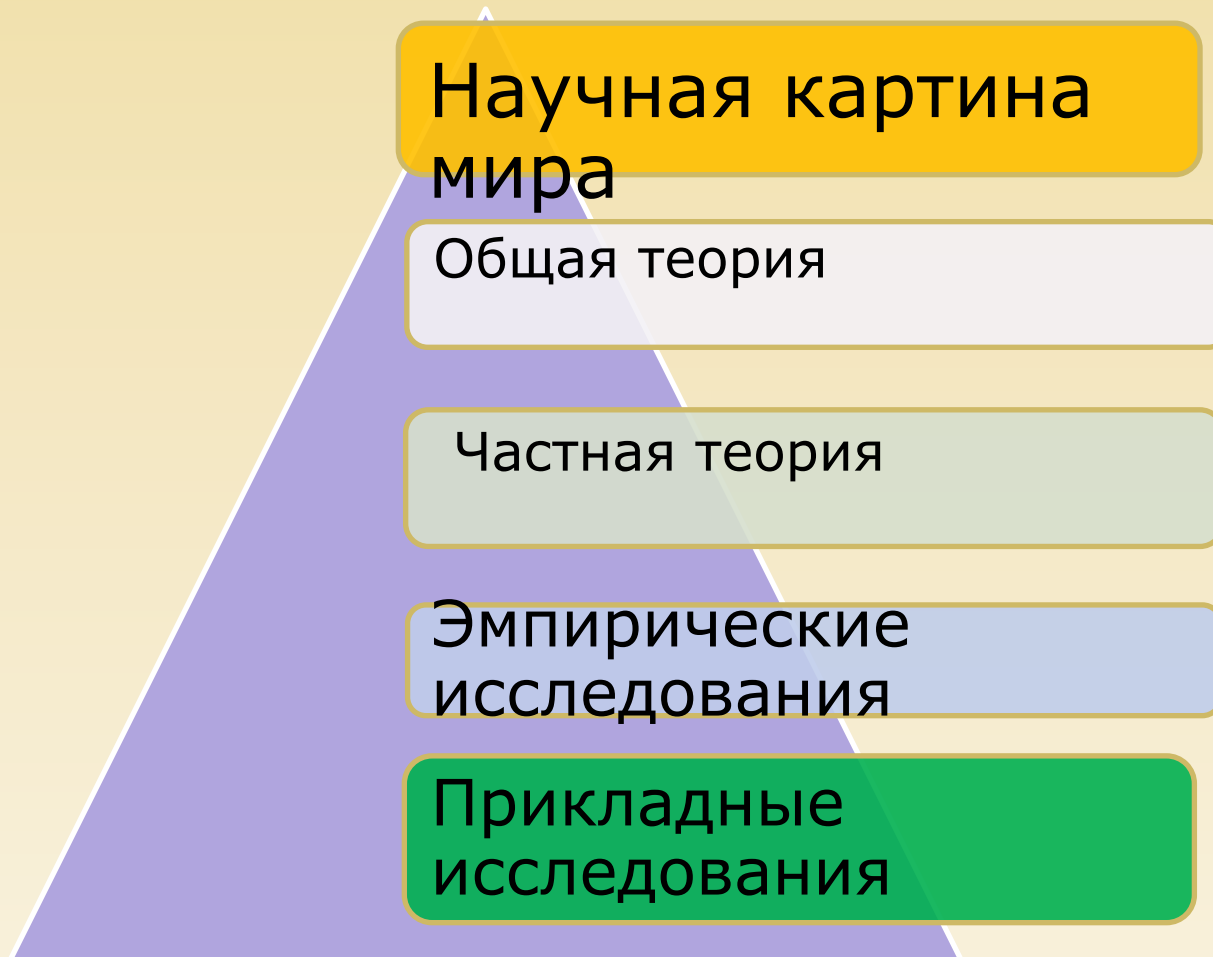 Научная картина
мира
Общая теория
Частная теория
Эмпирические
исследования
Прикладные
исследования